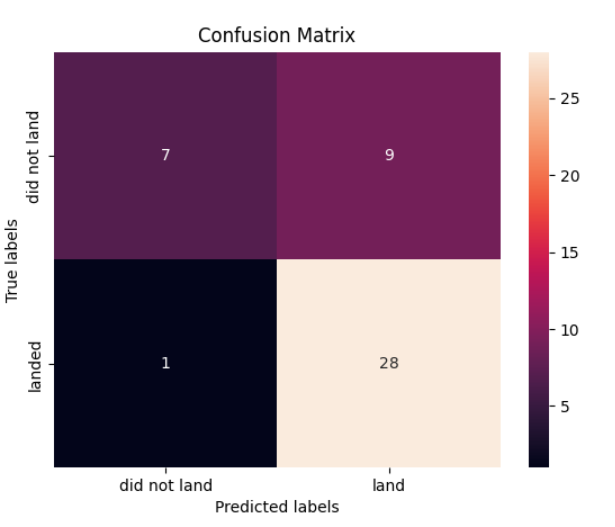 Confusion Matrix
True labels
did not land
landed
7
9
1
28
did not land
land
Predicted labels
25
20
15
10
5